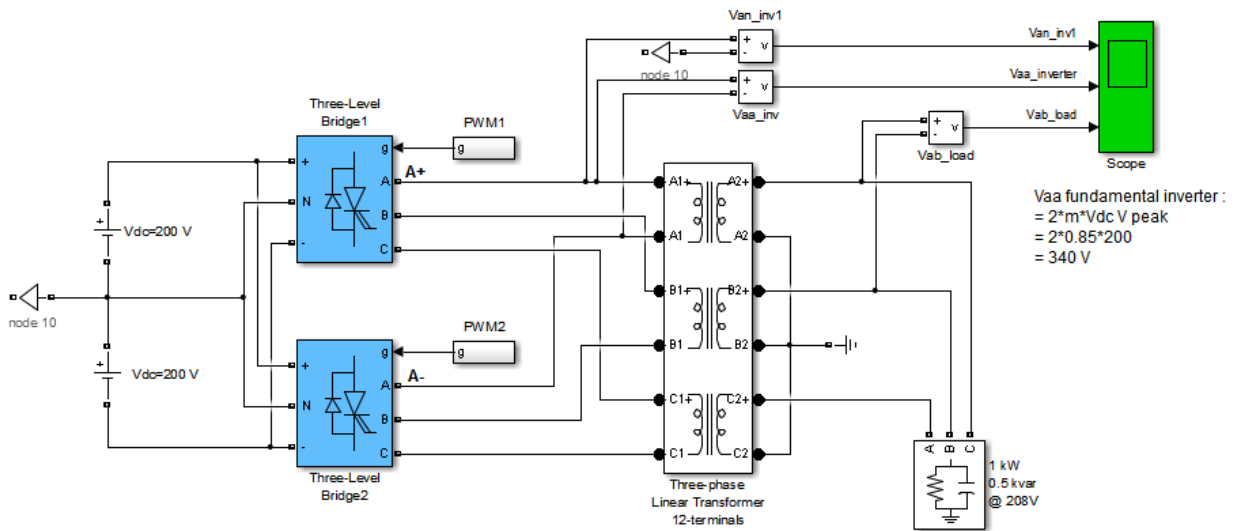 Van_inv1
+
-
v
node 10
Van_inv1
+
-
v
Vaa_inv
Vaa_inverter
+
-
v
Vab_load
Vab_load
Scope
Vaa fundamental inverter :
= 2*m*Vdc V peak
= 2*0.85*200
= 340 V
Three-Level
Bridge1
PWM1
g
g
+
N
-
A
B
C
A+
+
Vdc=200 V
node 10
+
Vdc=200 V
PWM2
g
g
+
N
-
A
B
C
A-
Three-Level
Bridge2
A1+
A2+
A1
A2
B1+
B2+
B1
B2
C1+
C2+
C1
C2
Three-phase
Linear Transformer
12-terminals
A
B
C
1 kW
0.5 kvar
@ 208V